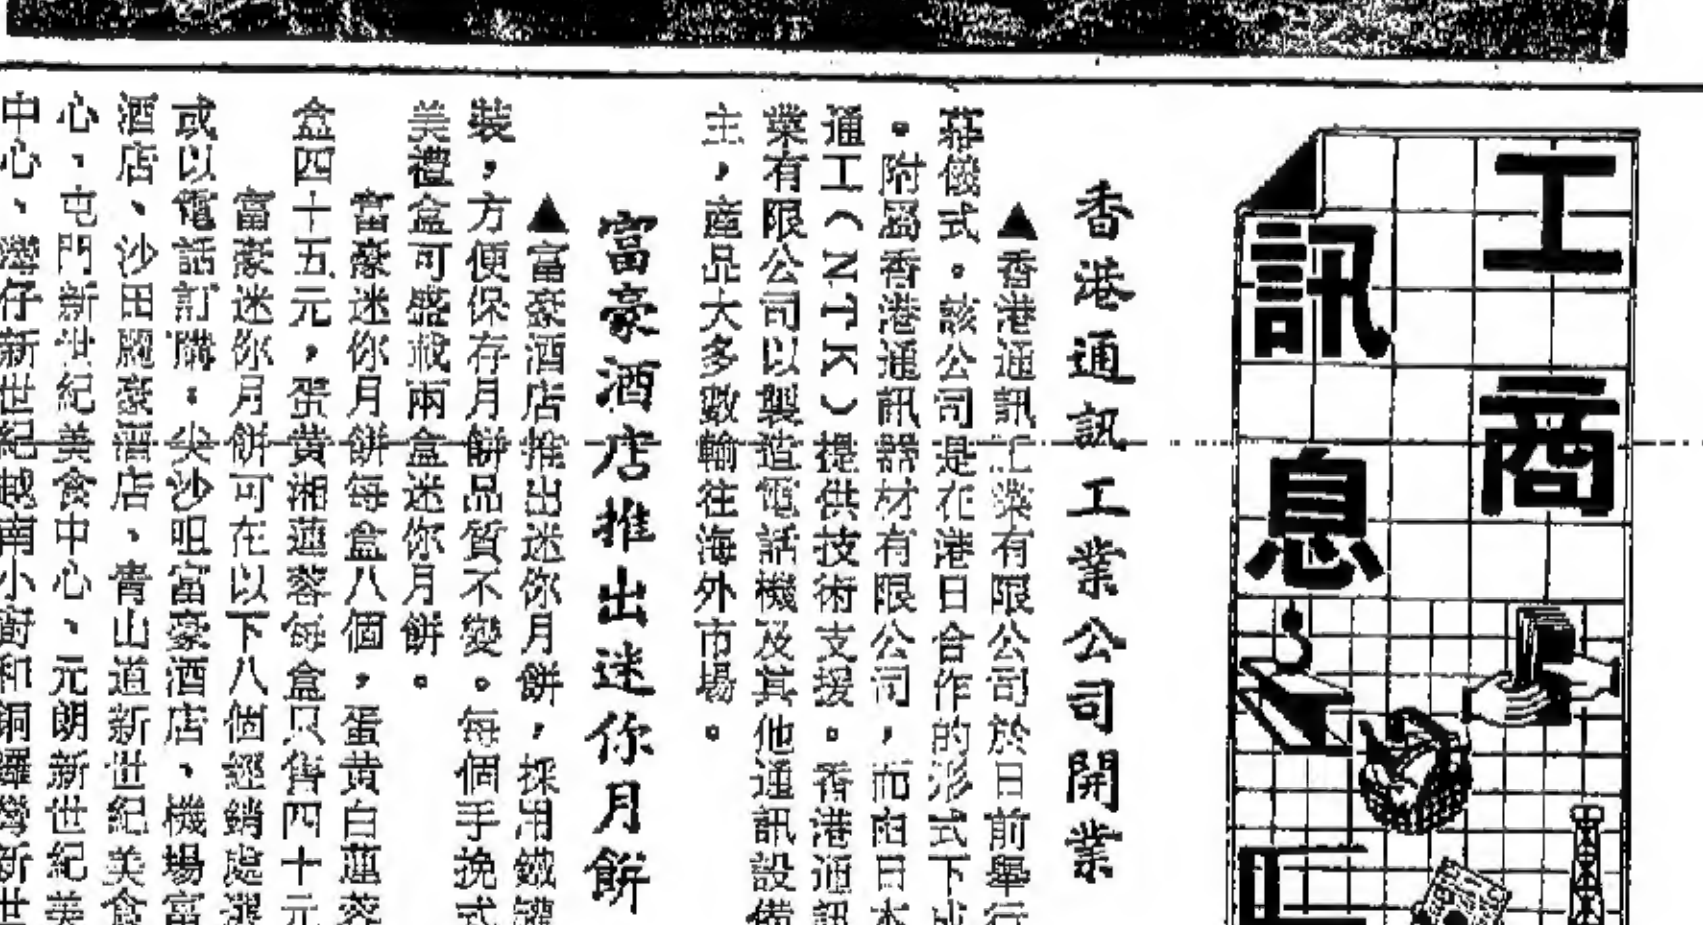 工商
訊息
香港通訊工業公司開業
▲香港通訊工業有限公司於日前舉行
幕儀式。該公司是在港日合作的形式下成
。附屬香港通訊器材有限公司,而由日本
通工(NTK)提供技術支援。香港通訊
業有限公司以製造電話機及其他通訊設備
主,產品大多數輸往海外市場。
富豪酒店推出迷你月餅
▲富豪酒店推出迷你月餅,採用鐵罐
裝,方便保存月餅品質不變。每個手挽式
美禮盒可盛載兩盒迷你月餅。
富豪迷你月餅每盒八個,蛋黄白蓮蓉
盒四十五元,蛋黄湘蓮蓉每盒只售四十元
富豪迷你月餅可在以下八個經銷處選
或以電話訂購:尖沙咀富豪酒店、機場富
酒店、沙田麗豪酒店、青山道新世紀美食
心、屯門新世紀美食中心、元朗新世紀美
中心、灣仔新世紀越南小廚和銅鑼灣新世